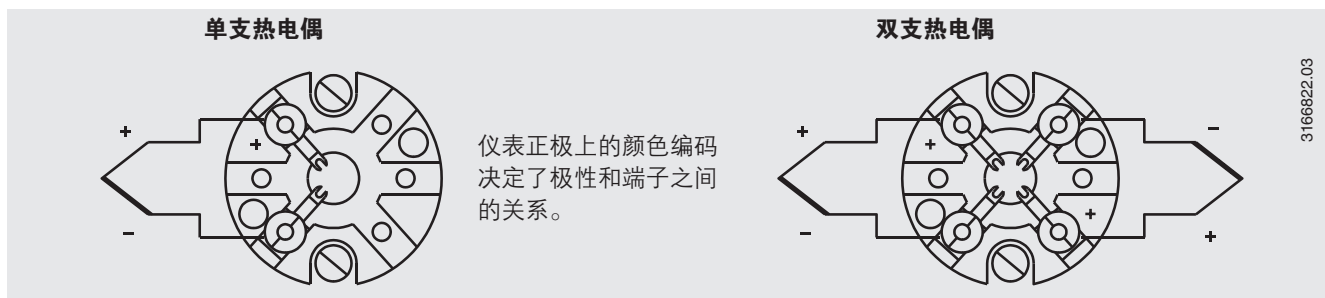 单支热电偶
双支热电偶
+
+
−
仪表正极上的颜色编码
决定了极性和端子之间
的关系。
+
+
−
−
+
+
3166822.03